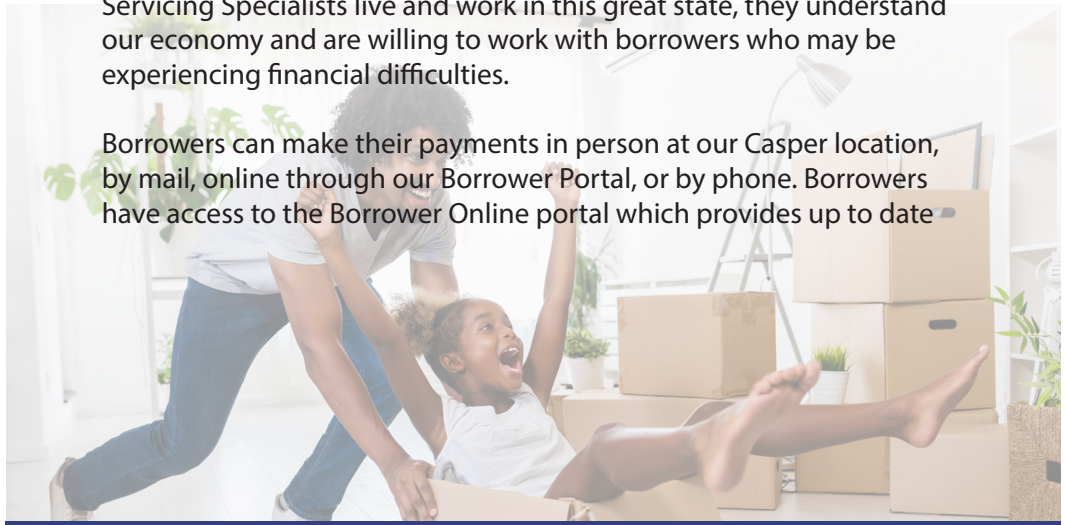 Servicing Specialists live and work in this great state, they understand
our economy and are willing to work with borrowers who may be
experiencing financial difficulties.
Borrowers can make their payments in person at our Casper location,
by mail, online through our Borrower Portal, or by phone. Borrowers
have access to the Borrower Online portal which provides up to date